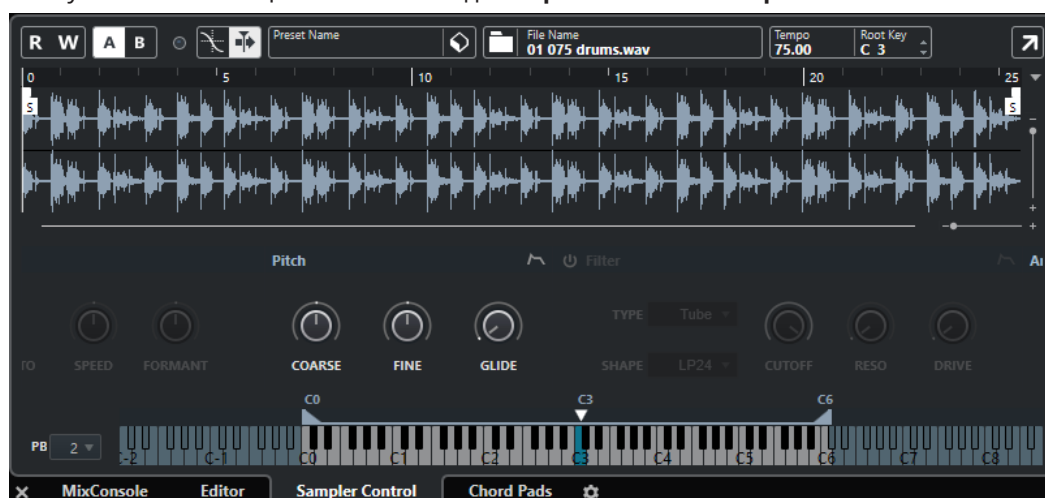 R W A B Preset Name File Name Tempo Root Key
01 075 drums.wav 75.00 C 3
0 5 10 15 20 25
S S
Pitch Filter
TYPE Tube
SPEED FORMANT COARSE FINE GLIDE SHAPE LP24 CUTOFF RESO DRIVE
C0 C3 C6
PB 2
C-1 C0 C1 C2 C3 C4 C5 C6 C7 C8
MixConsole Editor Sampler Control Chord Pads